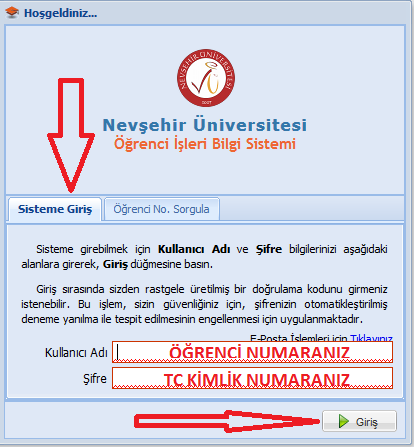 Hoşgeldiniz...
NEVŞEHİR ÜNİVERSİTESİ
2007
Nevşehir Üniversitesi
Öğrenci İşleri Bilgi Sistemi
Sisteme Giriş
Öğrenci No. Sorgula
Sisteme girebilmek için Kullanıcı Adı ve Şifre bilgilerinizi aşağıdaki
alanlara girerek, Giriş düğmesine basın.
Giriş sırasında sizden rastgele üretilmiş bir doğrulama kodunu girmeniz
istenebilir. Bu işlem, sizin güvenliğiniz için, şifrenizin otomatikleştirilmiş
deneme yanılma ile tespit edilmesinin engellenmesi için uygulanmaktadır.
E-Posta İşlemleri için Tıklayınız
Kullanıcı Adı ÖĞRENCİ NUMARANIZ
Şifre TC KİMLİK NUMARANIZ
Giriş